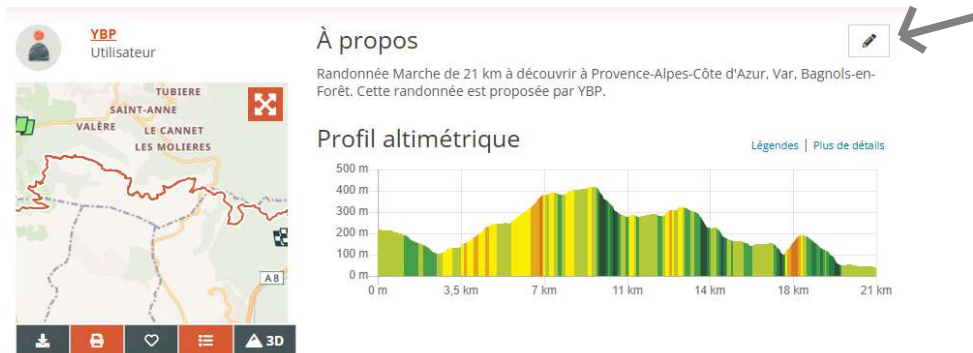 YBP
Utilisateur
TUBIERE
SAINT-ANNE
VALÈRE LE CANNET
LES MOLIERES
A 8
3D
À propos
Randonnée Marche de 21 km à découvrir à Provence-Alpes-Côte d'Azur, Var, Bagnols-en-
Forêt. Cette randonnée est proposée par YBP.
Profil altimétrique
Légendes | Plus de détails
500 m
400 m
300 m
200 m
100 m
0 m
0 m 3,5 km 7 km 11 km 14 km 18 km 21 km